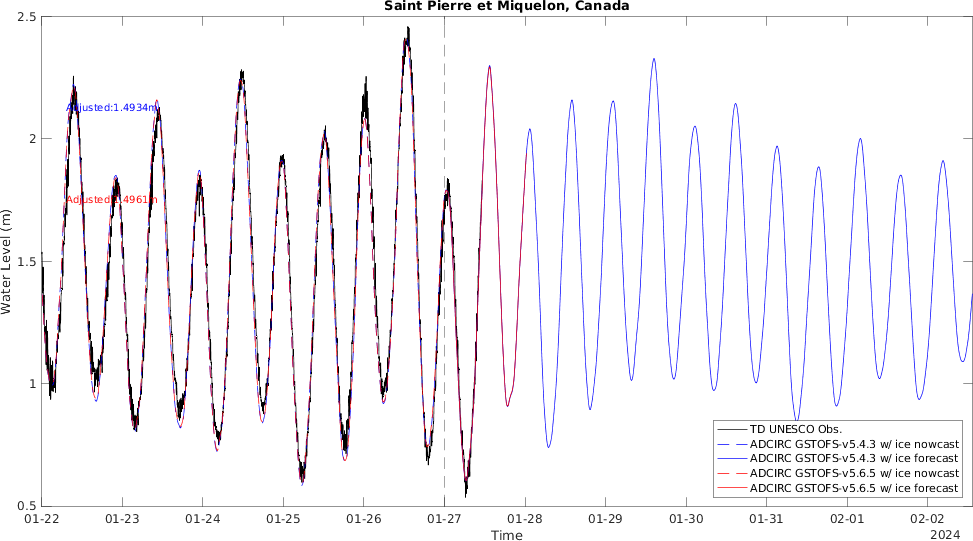 Saint Pierre et Miquelon, Canada
2.5
2
1.5
1
0.5
Water Level (m)
Adjusted:1.4934m
Adjusted:1.4961m
TD UNESCO Obs.
ADCIRC GSTOFS-v5.4.3 w/ ice nowcast
ADCIRC GSTOFS-v5.4.3 w/ ice forecast
ADCIRC GSTOFS-v5.6.5 w/ ice nowcast
ADCIRC GSTOFS-v5.6.5 w/ ice forecast
01-22 01-23 01-24 01-25 01-26 01-27 01-28 01-29 01-30 01-31 02-01 02-02
Time
2024